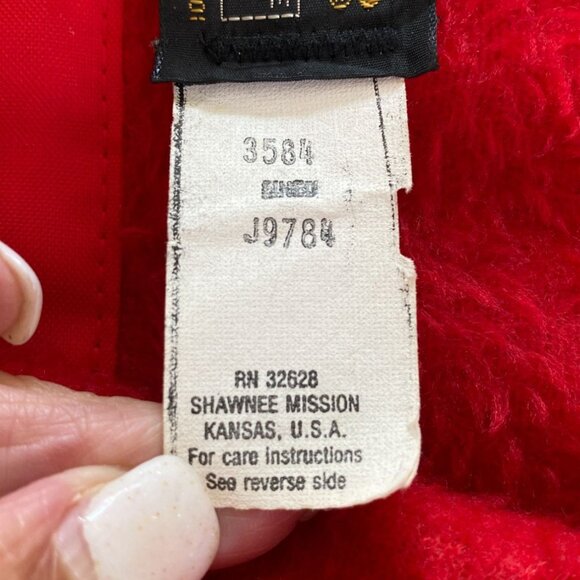 3584
J9784
RN 32628
SHAWNEE MISSION
KANSAS, U.S.A.
For care instructions
See reverse side